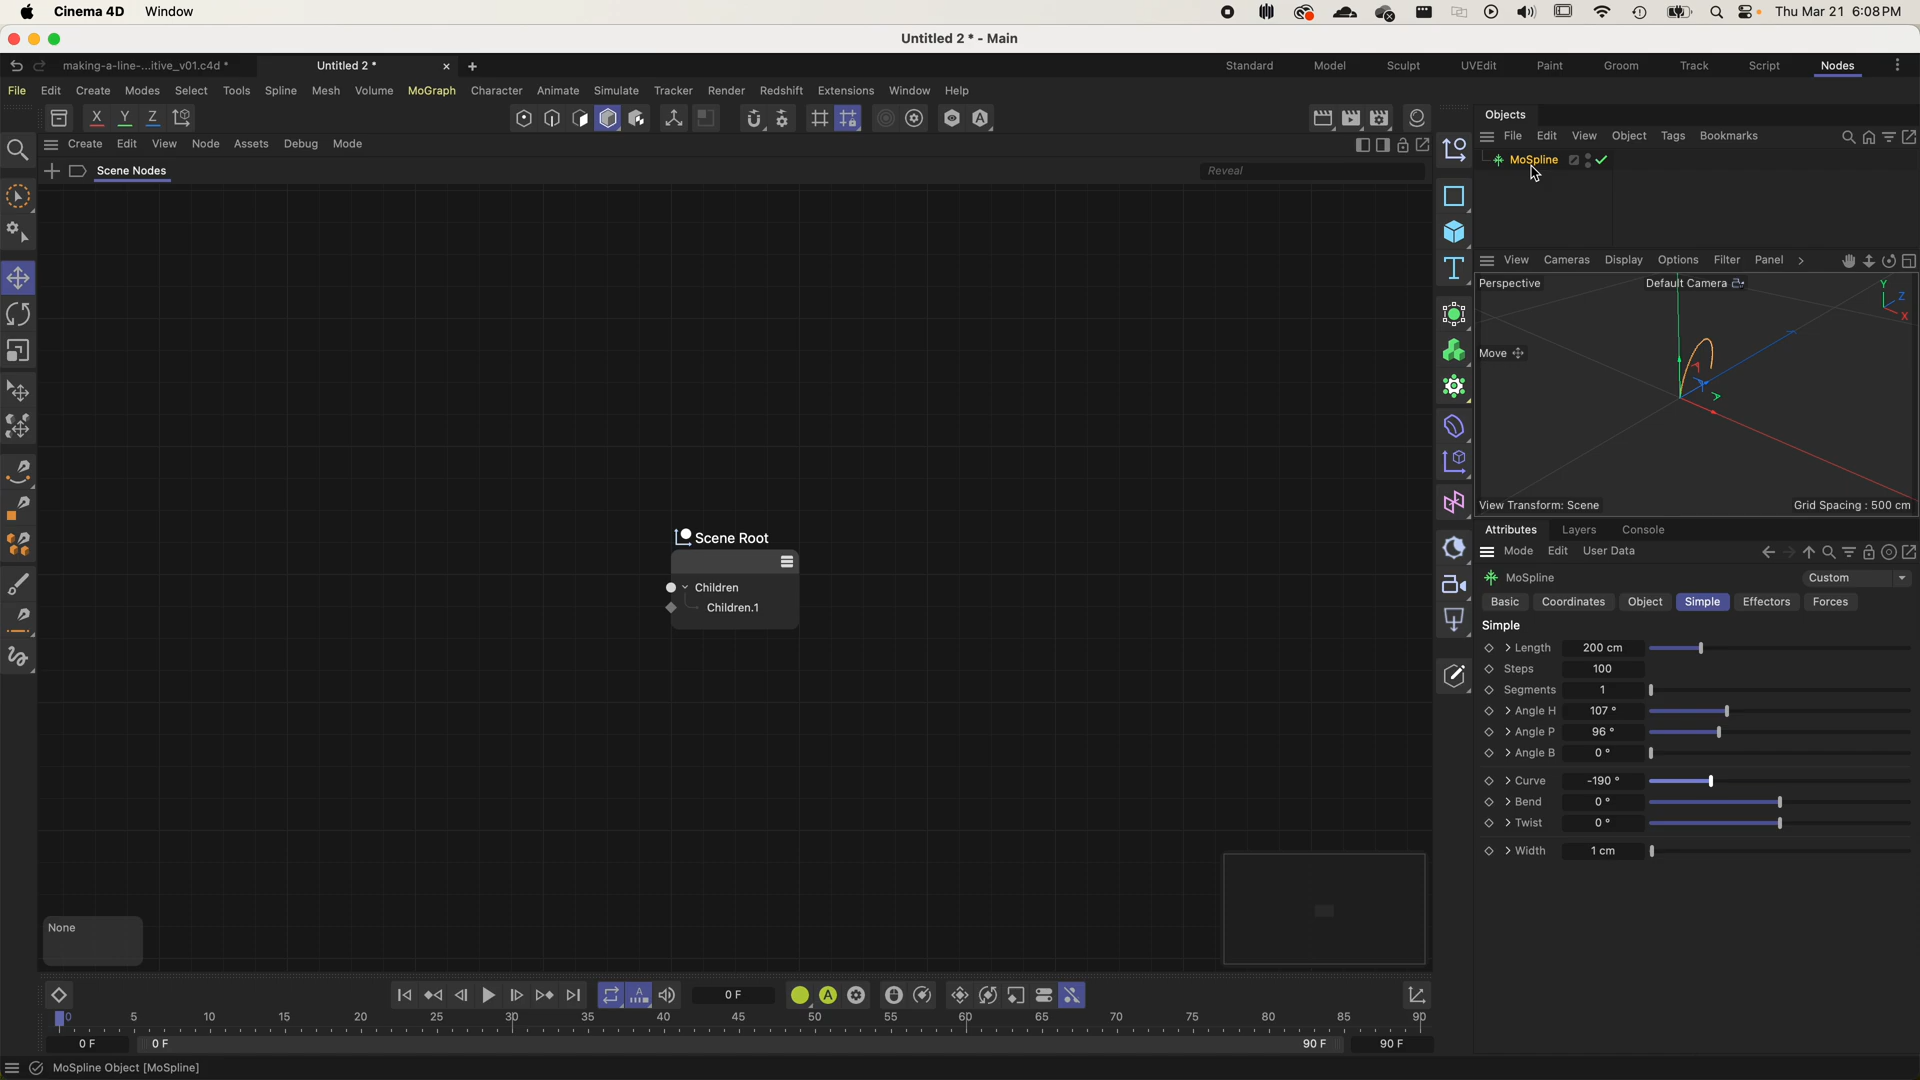 Cinema 4D Window Thu Mar 21 6:08 PM
Untitled 2 * - Main
making-a-line-...itive_v01.c4d * Untitled 2 * Standard Model Sculpt UVEdit Paint Groom Track Script Nodes
File Edit Create Modes Select Tools Spline Mesh Volume MoGraph Character Animate Simulate Tracker Render Redshift Extensions Window Help
X Y Z
Objects
Create Edit View Node Assets Debug Mode
File Edit View Object Tags Bookmarks
Scene Nodes
Reveal
MoSpline
View Cameras Display Options Filter Panel
Perspective
Default Camera
Y
Z
X
Move
View Transform: Scene
Grid Spacing : 500 cm
Attributes Layers Console
Mode Edit User Data
MoSpline
Custom
Basic Coordinates Object Simple Effectors Forces
Simple
Length 200 cm
Steps 100
Segments 1
Angle H 107 °
Angle P 96 °
Angle B 0 °
Curve -190 °
Bend 0 °
Twist 0 °
Width 1 cm
Scene Root
Children
Children.1
None
0 F
0 5 10 15 20 25 30 35 40 45 50 55 60 65 70 75 80 85 90
0 F 0 F 90 F 90 F
MoSpline Object [MoSpline]